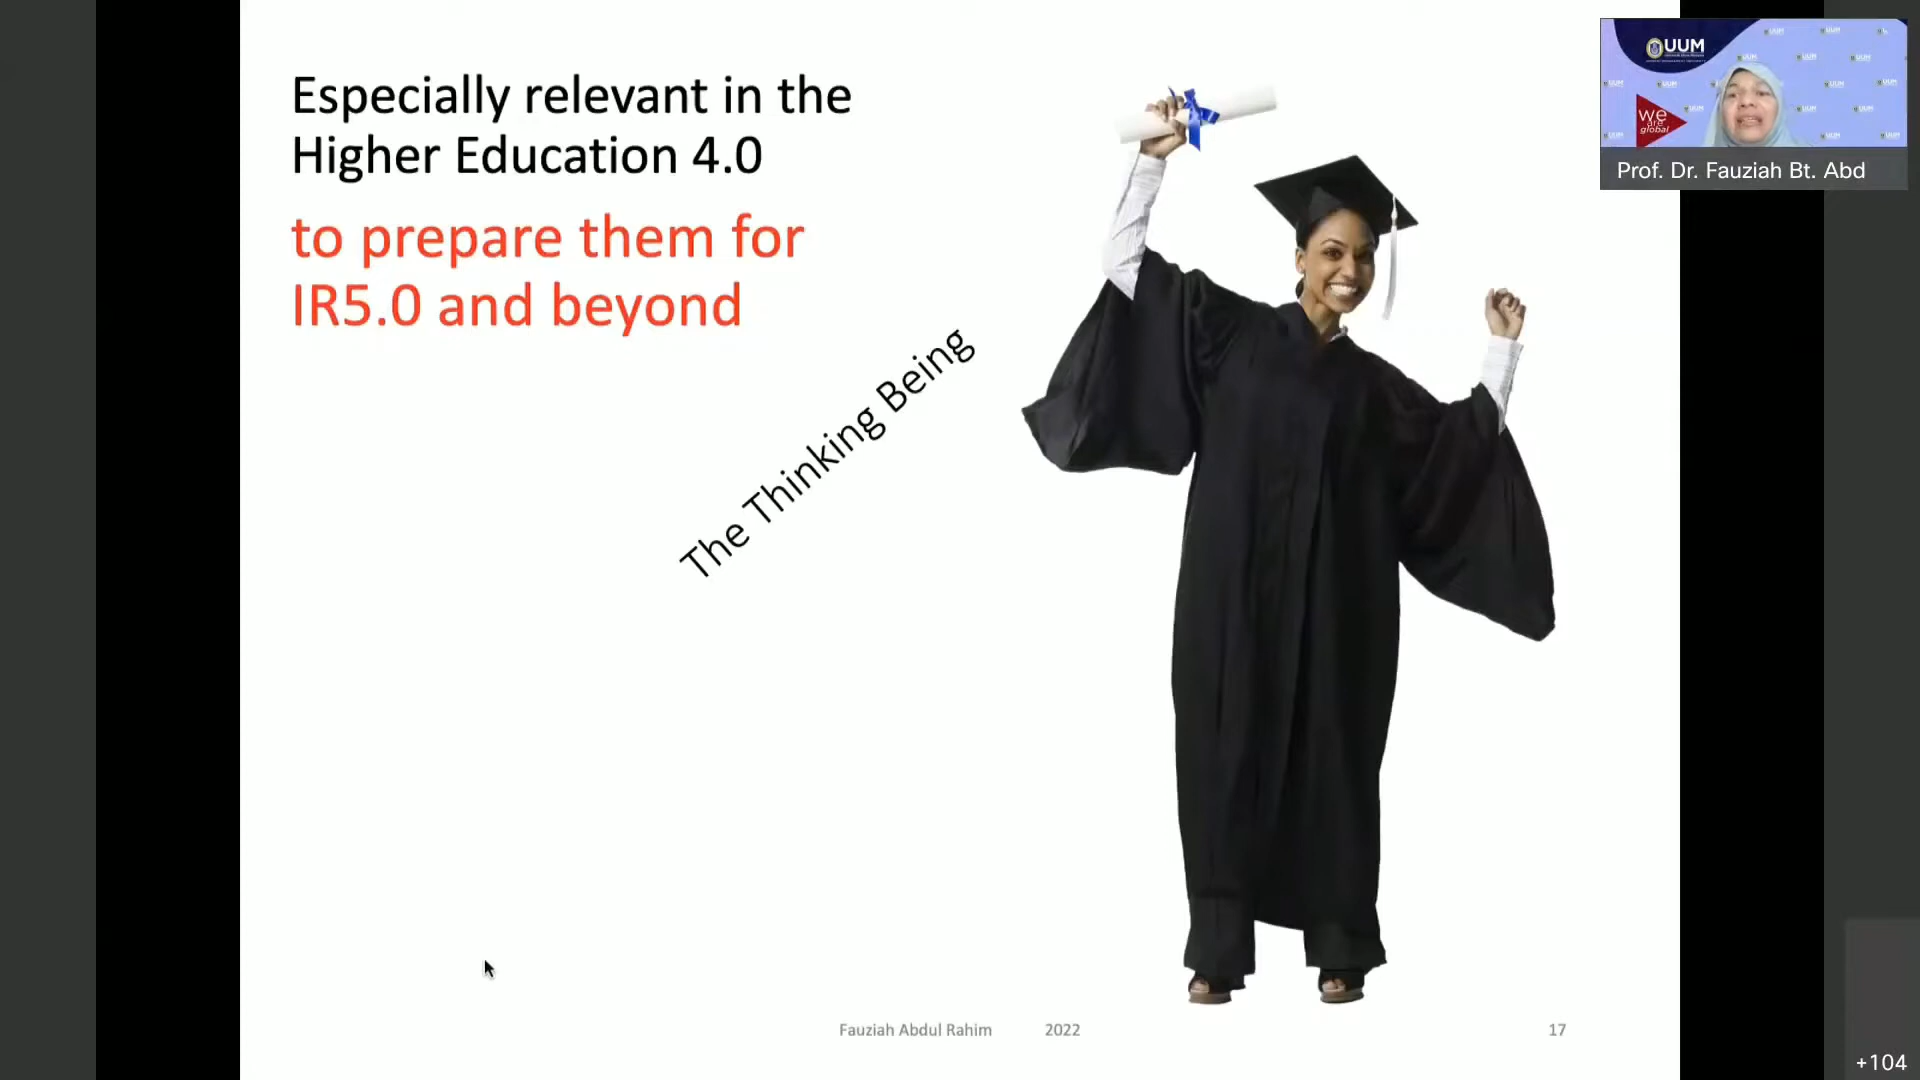 Especially relevant in the
Higher Education 4.0
to prepare them for
IR5.0 and beyond
The Thinking Being
UUM
we
are
global
Prof. Dr. Fauziah Bt. Abd
Fauziah Abdul Rahim 2022 17
+104